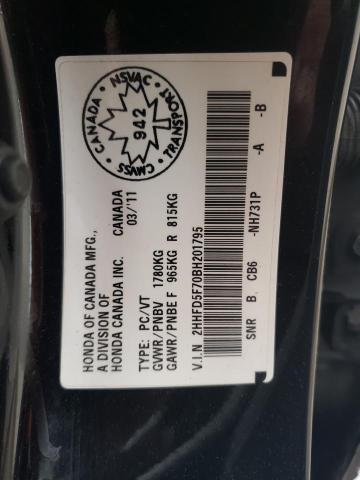 HONDA OF CANADA MFG.,
A DIVISION OF
HONDA CANADA INC. CANADA
03/'11
TYPE: PC/VT
GVWR/PNBV 1780KG
GAWR/PNBE F 965KG R 815KG
V.I.N 2HHFD5F70BH201795
SNR B CB6 -NH731P -A -B
CANADA · NSVAC · TRANSPORT · CMVSS
942